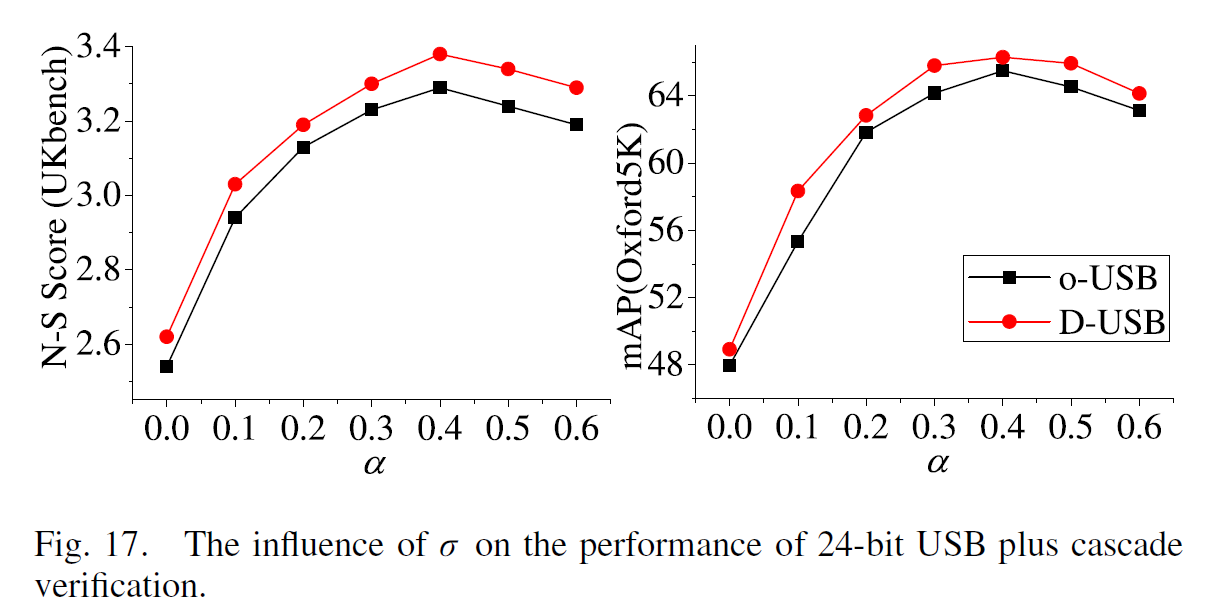 N-S Score (UKbench)
3.4
3.2
3.0
2.8
2.6
0.0 0.1 0.2 0.3 0.4 0.5 0.6
α
mAP(Oxford5K)
64
60
56
52
48
0.0 0.1 0.2 0.3 0.4 0.5 0.6
α
o-USB
D-USB
Fig. 17. The influence of σ on the performance of 24-bit USB plus cascade
verification.